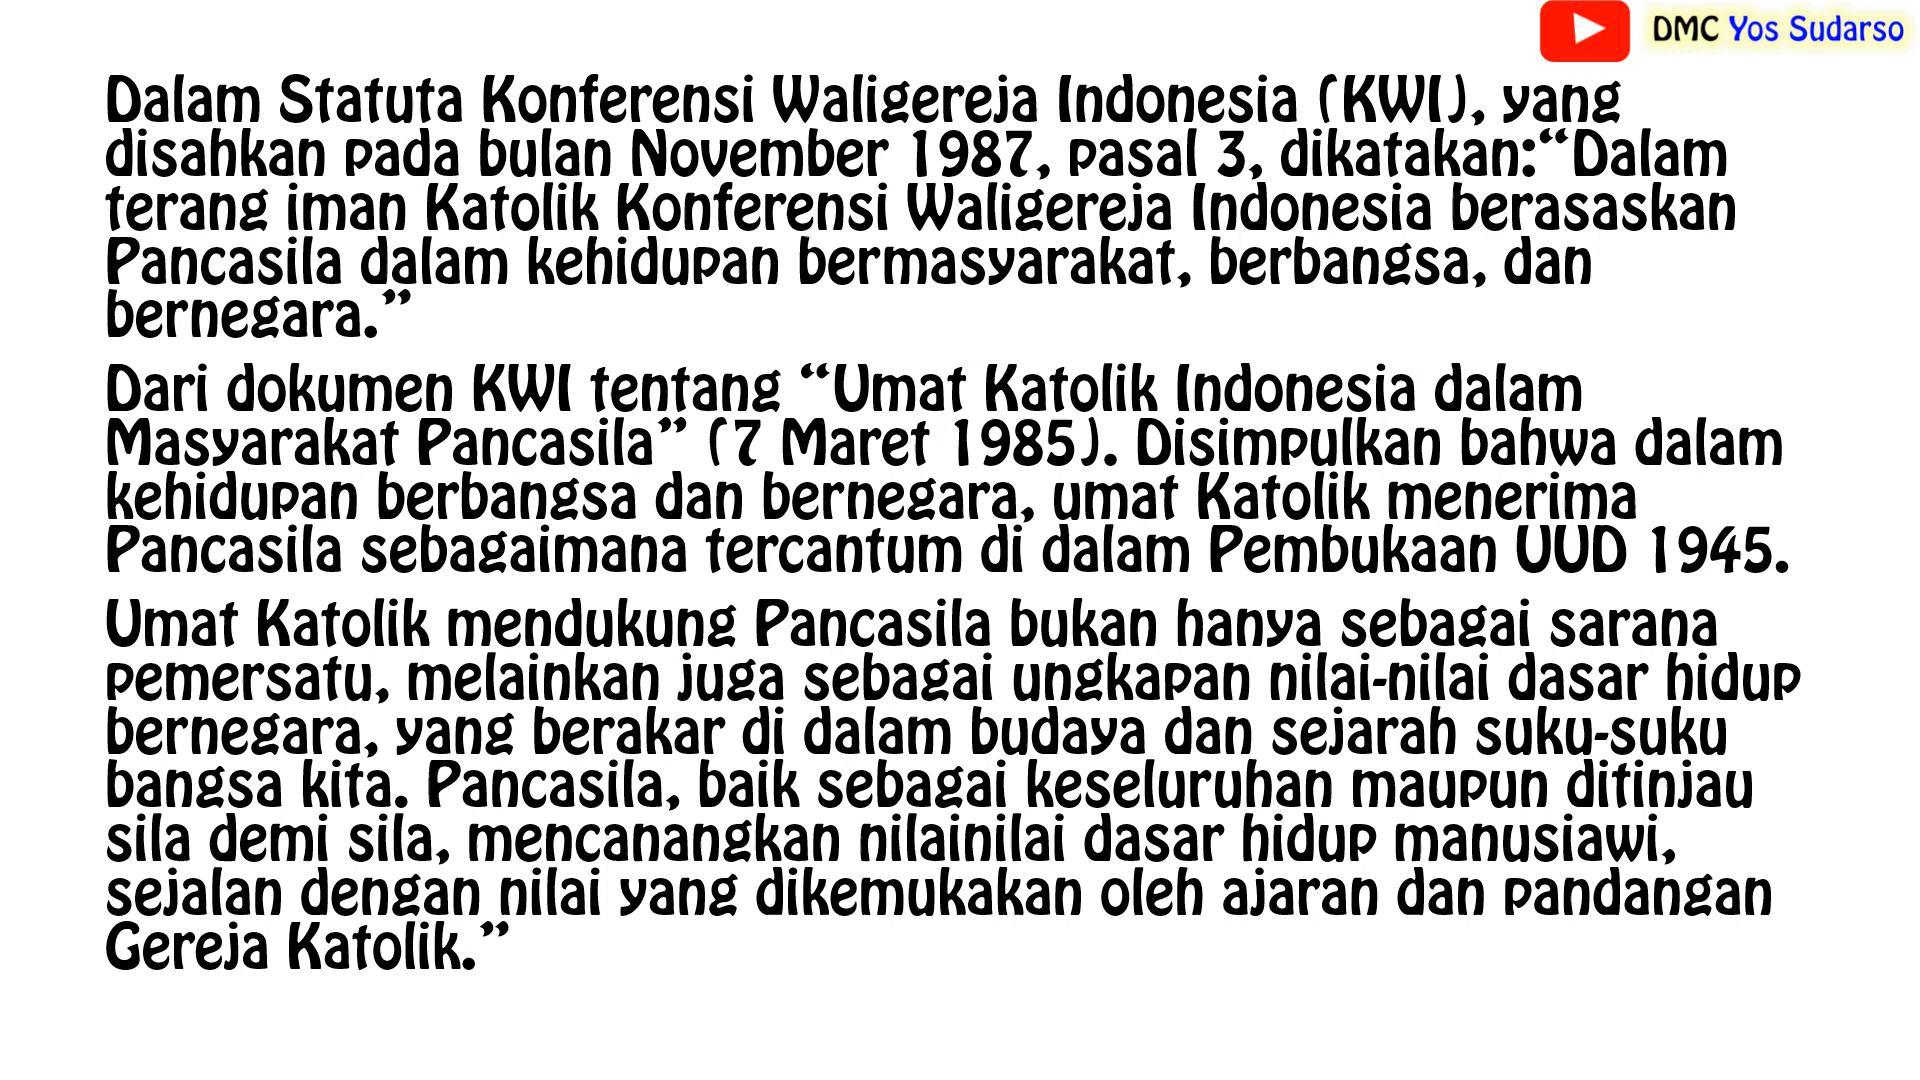 DMC Yos Sudarso
Dalam Statuta Konferensi Waligereja Indonesia (KWI), yang
disahkan pada bulan November 1987, pasal 3, dikatakan:“Dalam
terang iman Katolik Konferensi Waligereja Indonesia berasaskan
Pancasila dalam kehidupan bermasyarakat, berbangsa, dan
bernegara.”
Dari dokumen KWI tentang “Umat Katolik Indonesia dalam
Masyarakat Pancasila” (7 Maret 1985). Disimpulkan bahwa dalam
kehidupan berbangsa dan bernegara, umat Katolik menerima
Pancasila sebagaimana tercantum di dalam Pembukaan UUD 1945.
Umat Katolik mendukung Pancasila bukan hanya sebagai sarana
pemersatu, melainkan juga sebagai ungkapan nilai-nilai dasar hidup
bernegara, yang berakar di dalam budaya dan sejarah suku-suku
bangsa kita. Pancasila, baik sebagai keseluruhan maupun ditinjau
sila demi sila, mencanangkan nilainilai dasar hidup manusiawi,
sejalan dengan nilai yang dikemukakan oleh ajaran dan pandangan
Gereja Katolik.”